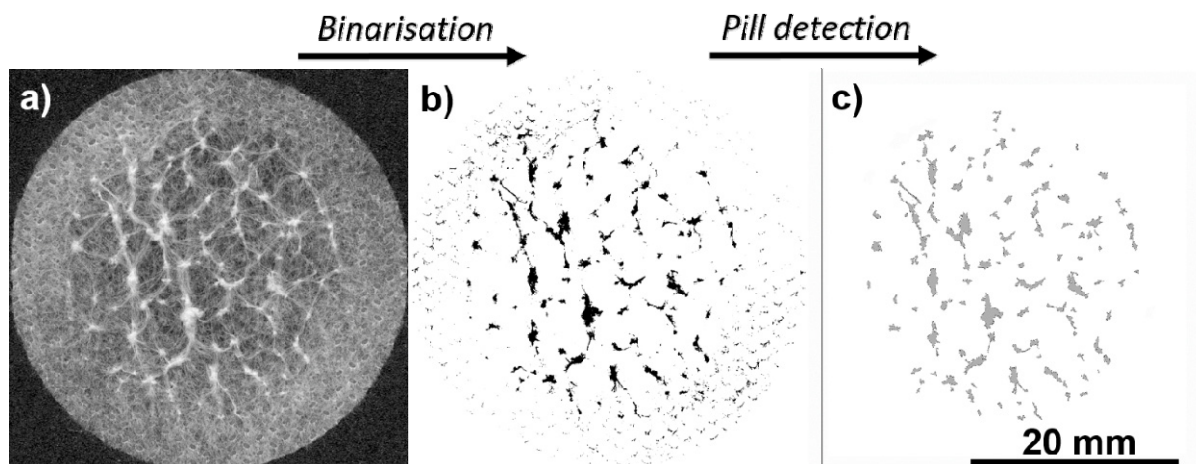 Binarisation
Pill detection
a)
b)
c)
20 mm